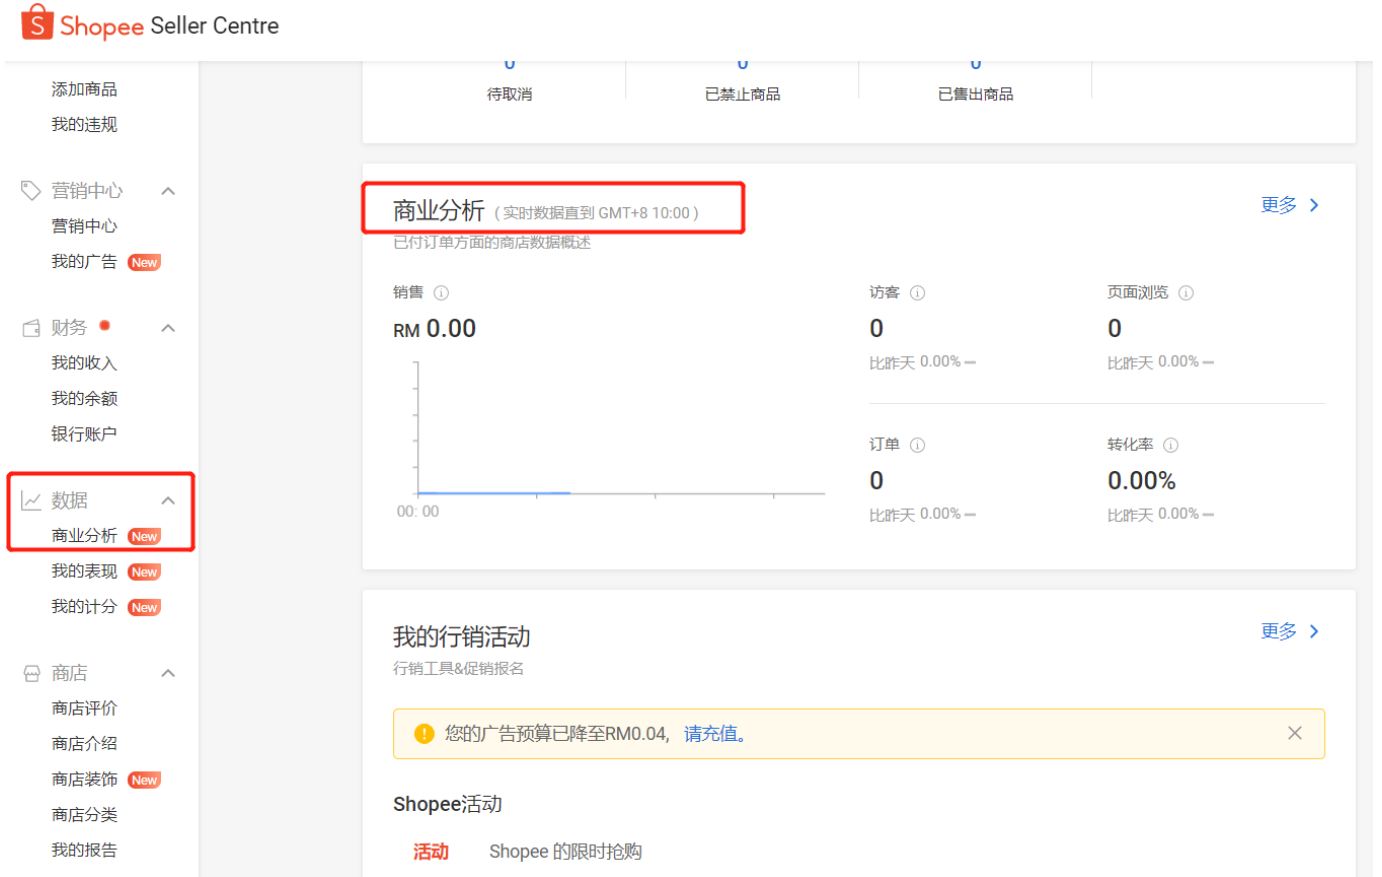 Shopee Seller Centre
添加商品
我的违规
营销中心
营销中心
我的广告 New
财务
我的收入
我的余额
银行账户
数据
商业分析 New
我的表现 New
我的计分 New
商店
商店评价
商店介绍
商店装饰 New
商店分类
我的报告
0 0 0
待取消 已禁止商品 已售出商品
商业分析 ( 实时数据直到 GMT+8 10:00 ) 更多
已付订单方面的商店数据概述
销售 访客 页面浏览
RM 0.00 0 0
比昨天 0.00% 比昨天 0.00%
订单 转化率
0 0.00%
00: 00 比昨天 0.00% 比昨天 0.00%
我的行销活动 更多
行销工具&促销报名
您的广告预算已降至RM0.04, 请充值。
Shopee活动
活动 Shopee 的限时抢购